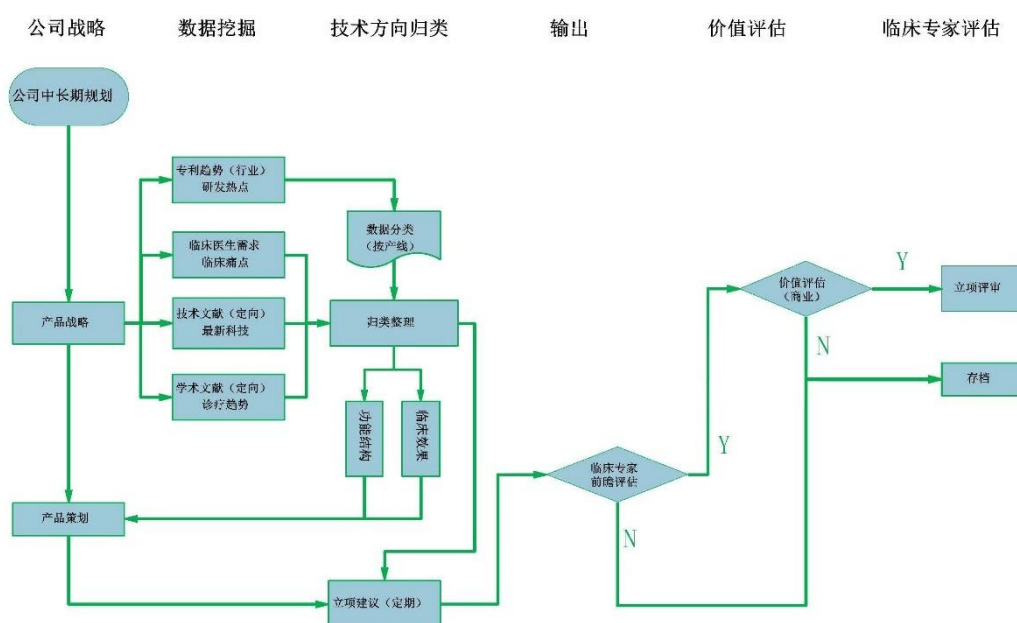 公司战略
数据挖掘
技术方向归类
输出
价值评估
临床专家评估
公司中长期规划
专利趋势（行业）
研发热点
数据分类
（按产线）
临床医生需求
临床痛点
价值评估
（商业）
Y
立项评审
产品战略
技术文献（定向）
最新科技
归类整理
N
学术文献（定向）
诊疗趋势
存档
功能结构
临床效果
临床专家
前瞻评估
Y
产品策划
N
立项建议（定期）